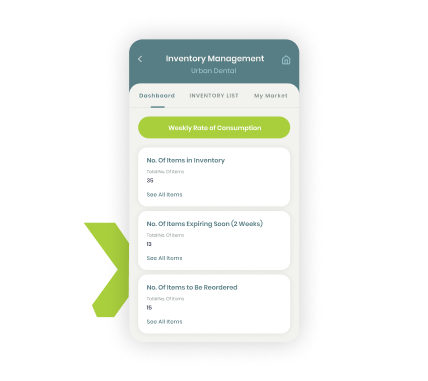 Inventory Management
Urban Dental
Dashboard INVENTORY LIST My Market
Weekly Rate of Consumption
No. Of Items in Inventory
Total No. Of Items
35
See All Items
No. Of Items Expiring Soon (2 Weeks)
Total No. Of Items
13
See All Items
No. Of Items to Be Reordered
Total No. Of Items
15
See All Items